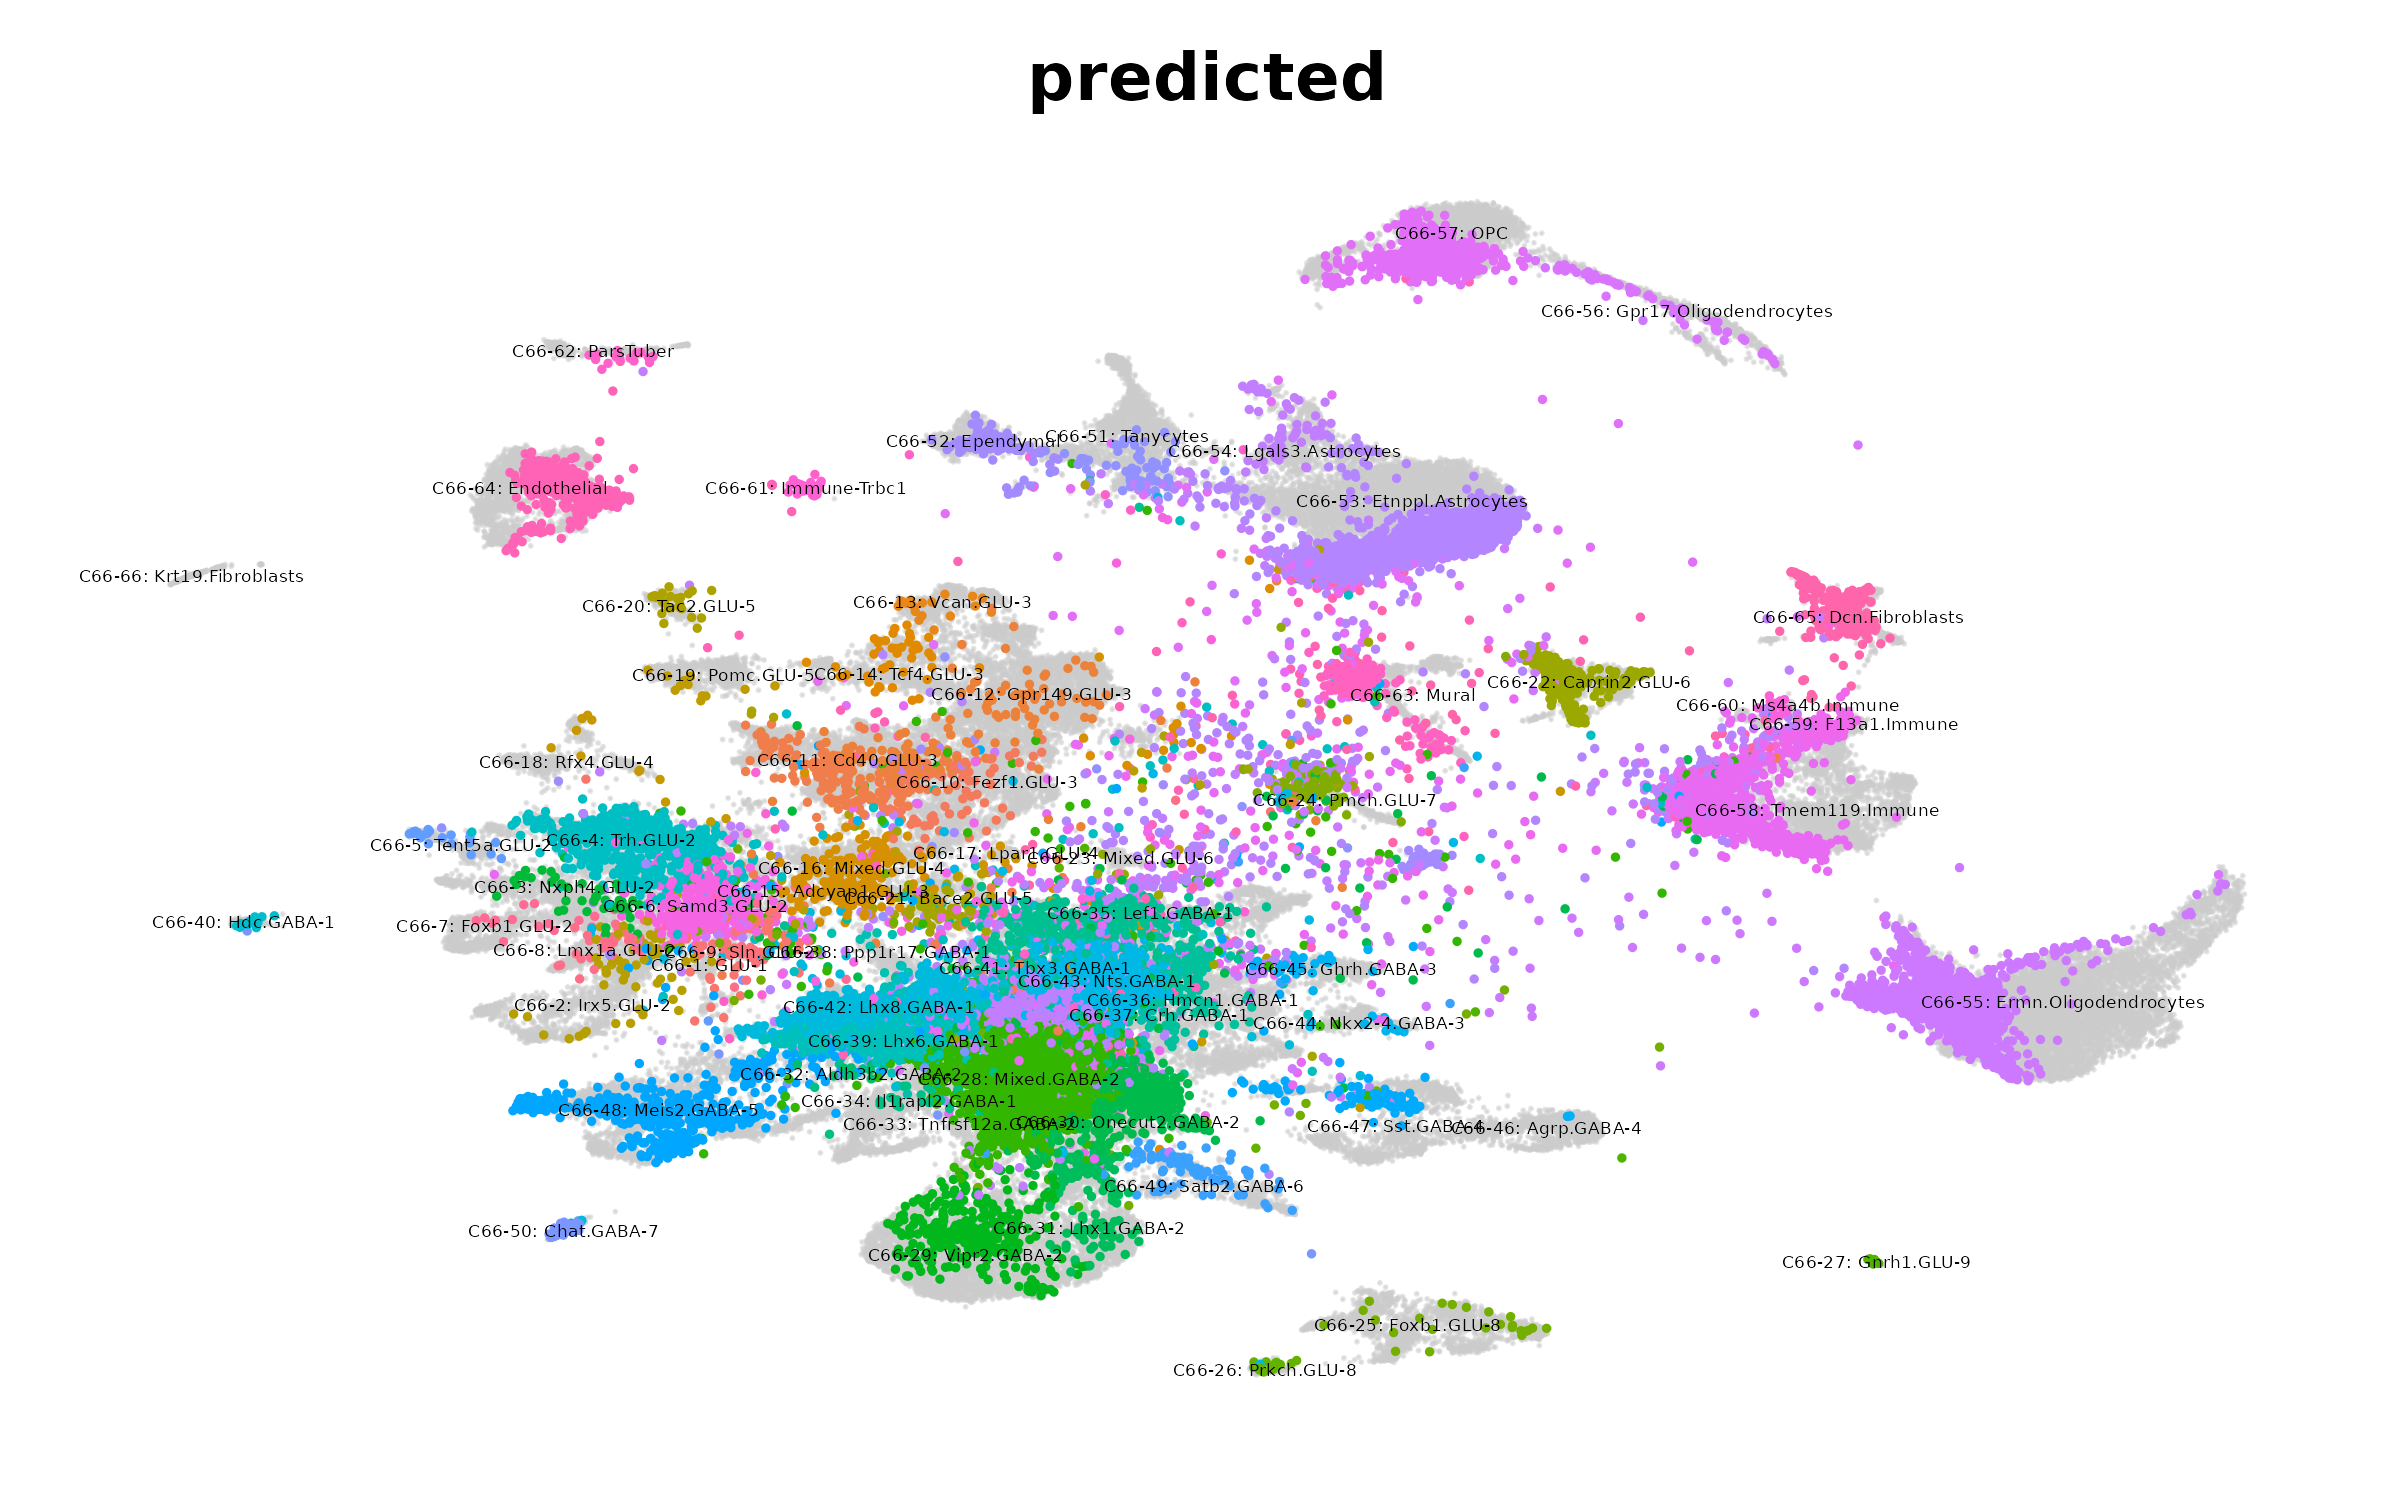 predicted
C66-57: OPC
C66-56: Gpr17.Oligodendrocytes
C66-62: ParsTuber
C66-52: Ependymal
C66-51: Tanycytes
C66-54: Lgals3.Astrocytes
C66-64: Endothelial
C66-61: Immune-Trbc1
C66-53: Etnppl.Astrocytes
C66-66: Krt19.Fibroblasts
C66-20: Tac2.GLU-5
C66-13: Vcan.GLU-3
C66-65: Dcn.Fibroblasts
C66-19: Pomc.GLU-5
C66-14: Tcf4.GLU-3
C66-12: Gpr149.GLU-3
C66-63: Mural
C66-22: Caprin2.GLU-6
C66-60: Ms4a4b.Immune
C66-59: F13a1.Immune
C66-18: Rfx4.GLU-4
C66-11: Cd40.GLU-3
C66-10: Fezf1.GLU-3
C66-24: Pmch.GLU-7
C66-58: Tmem119.Immune
C66-5: Tent5a.GLU-2
C66-4: Trh.GLU-2
C66-17: Lpar1.GLU-4
C66-23: Mixed.GLU-6
C66-16: Mixed.GLU-4
C66-3: Nxph4.GLU-2
C66-15: Adcyap1.GLU-3
C66-21: Bace2.GLU-5
C66-6: Samd3.GLU-2
C66-35: Lef1.GABA-1
C66-40: Hdc.GABA-1
C66-7: Foxb1.GLU-2
C66-8: Lmx1a.GLU-2
C66-9: Sln.GLU-2
C66-38: Ppp1r17.GABA-1
C66-1: GLU-1
C66-41: Tbx3.GABA-1
C66-45: Ghrh.GABA-3
C66-43: Nts.GABA-1
C66-2: Irx5.GLU-2
C66-42: Lhx8.GABA-1
C66-36: Hmcn1.GABA-1
C66-55: Ermn.Oligodendrocytes
C66-37: Crh.GABA-1
C66-44: Nkx2-4.GABA-3
C66-39: Lhx6.GABA-1
C66-32: Aldh3b2.GABA-2
C66-28: Mixed.GABA-2
C66-34: Il1rapl2.GABA-1
C66-48: Meis2.GABA-5
C66-33: Tnfrsf12a.GABA-2
C66-30: Onecut2.GABA-2
C66-47: Sst.GABA-4
C66-46: Agrp.GABA-4
C66-49: Satb2.GABA-6
C66-50: Chat.GABA-7
C66-31: Lhx1.GABA-2
C66-29: Vipr2.GABA-2
C66-27: Gnrh1.GLU-9
C66-25: Foxb1.GLU-8
C66-26: Prkch.GLU-8